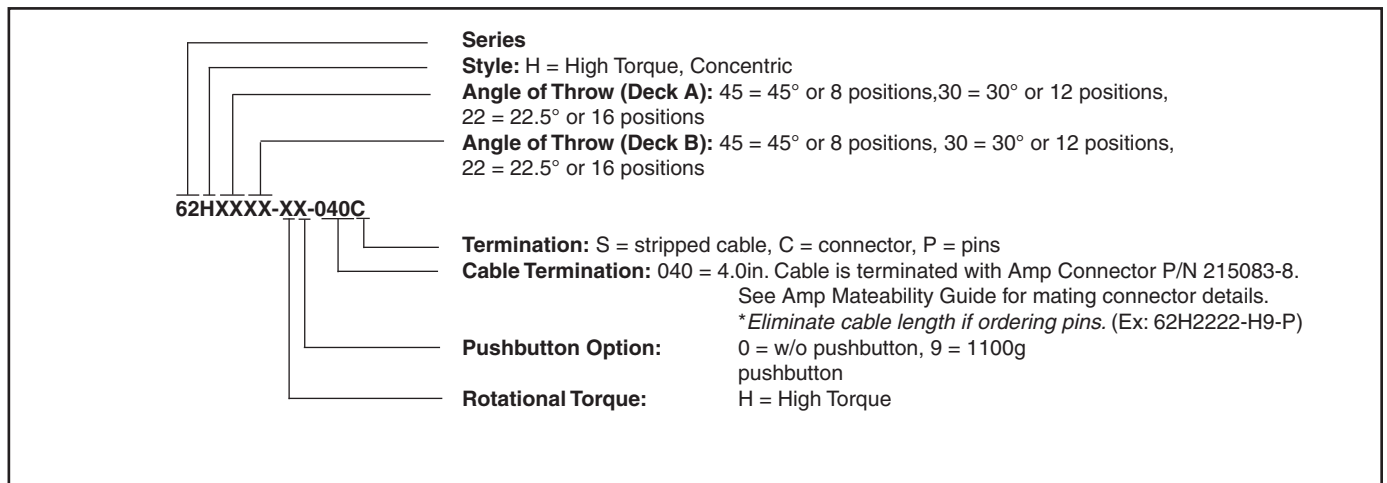 Series
Style: H = High Torque, Concentric
Angle of Throw (Deck A): 45 = 45° or 8 positions,30 = 30° or 12 positions,
22 = 22.5° or 16 positions
Angle of Throw (Deck B): 45 = 45° or 8 positions, 30 = 30° or 12 positions,
22 = 22.5° or 16 positions
62HXXXX-XX-040C
Termination: S = stripped cable, C = connector, P = pins
Cable Termination: 040 = 4.0in. Cable is terminated with Amp Connector P/N 215083-8.
See Amp Mateability Guide for mating connector details.
*Eliminate cable length if ordering pins. (Ex: 62H2222-H9-P)
Pushbutton Option: 0 = w/o pushbutton, 9 = 1100g
pushbutton
Rotational Torque: H = High Torque